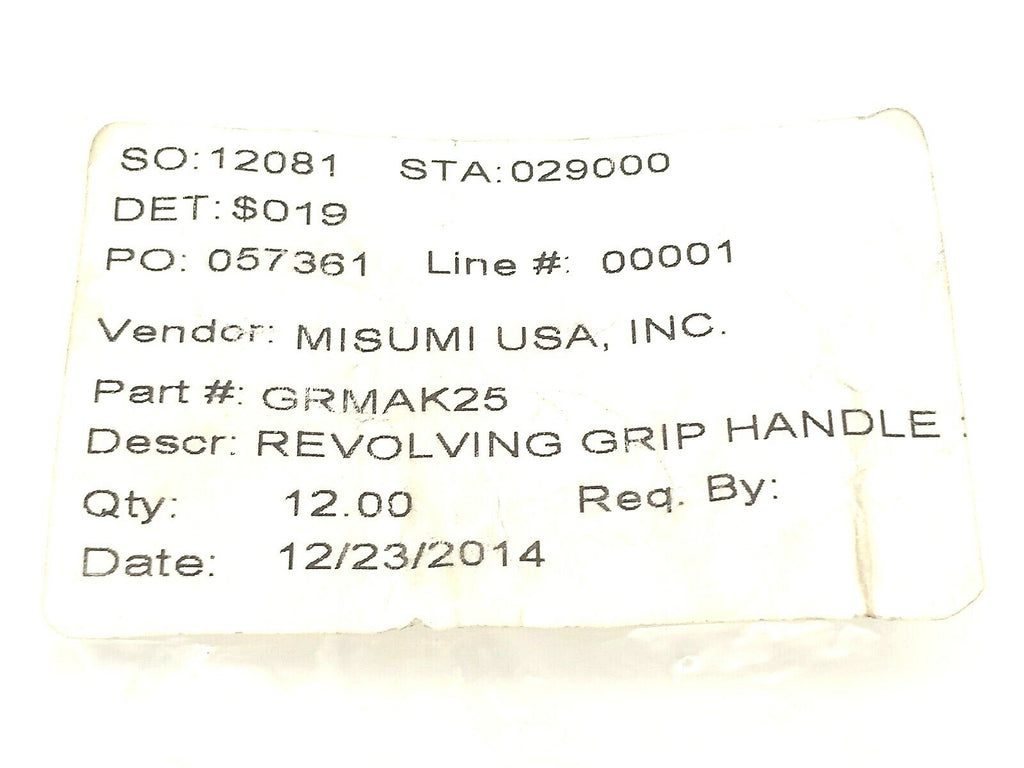 SO:12081 STA:029000
DET:$019
PO: 057361 Line #: 00001
Vendor: MISUMI USA, INC.
Part #: GRMAK25
Descr: REVOLVING GRIP HANDLE :
Qty: 12.00 Req. By:
Date: 12/23/2014